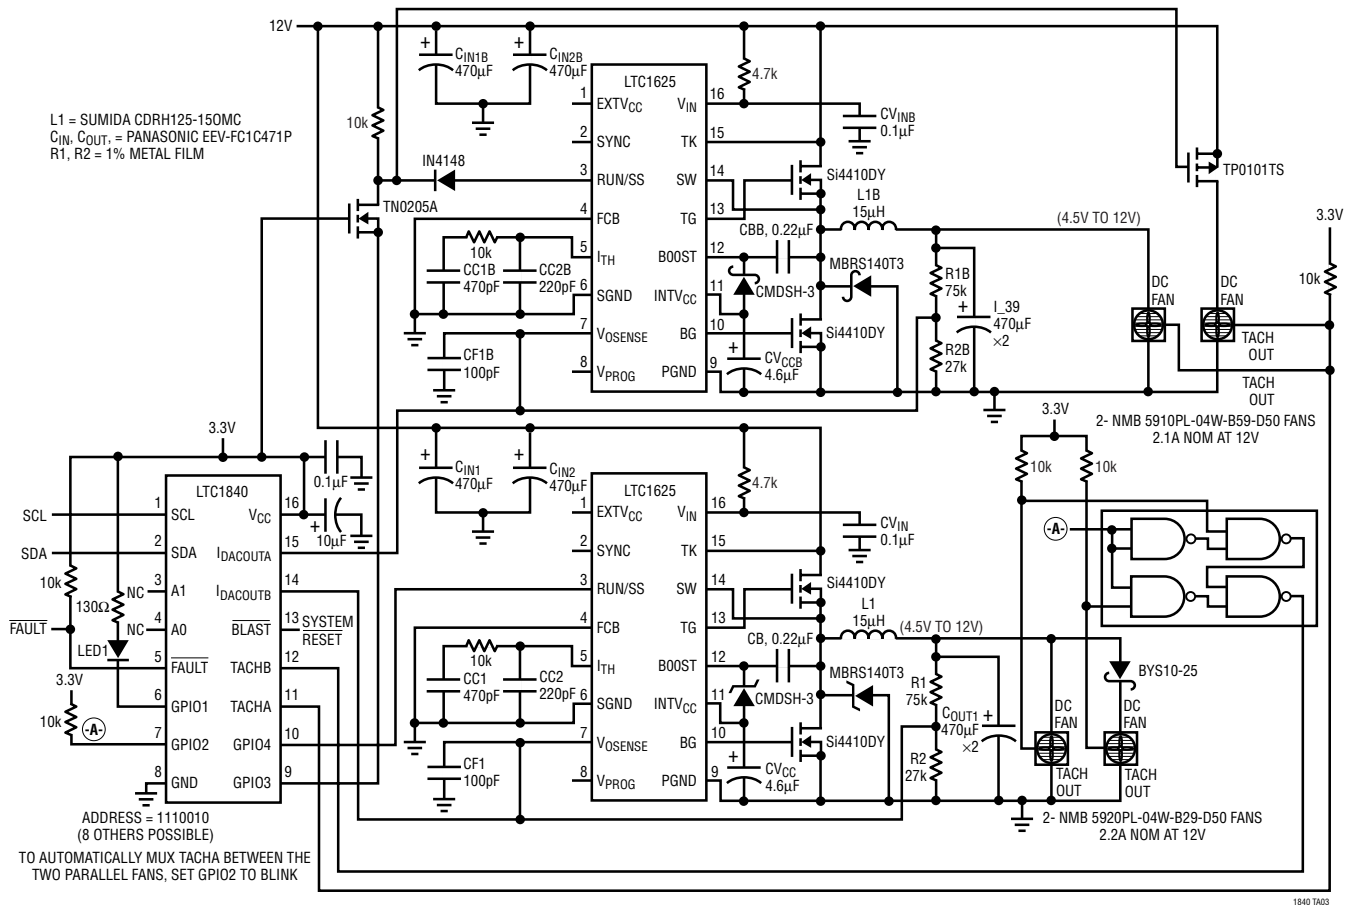 12V
L1 = SUMIDA CDRH125-150MC
CIN, COUT, = PANASONIC EEV-FC1C471P
R1, R2 = 1% METAL FILM
10k
IN4148
TN0205A
+
CIN1B
470µF
+
CIN2B
470µF
LTC1625
1
EXTVCC
2
SYNC
3
RUN/SS
4
FCB
5
ITH
6
SGND
7
VOSENSE
8
VPROG
16
VIN
15
TK
14
SW
13
TG
12
BOOST
11
INTVCC
10
BG
9
PGND
4.7k
CVINB
0.1µF
Si4410DY
L1B
15µH
CBB, 0.22µF
MBRS140T3
CMDSH-3
Si4410DY
+
CVCCB
4.6µF
10k
CC1B
470pF
CC2B
220pF
CF1B
100pF
R1B
75k
R2B
27k
+
I_39
470µF
×2
(4.5V TO 12V)
TP0101TS
3.3V
10k
DC
FAN
DC
FAN
TACH
OUT
TACH
OUT
2- NMB 5910PL-04W-B59-D50 FANS
2.1A NOM AT 12V
3.3V
10k
10k
-A-
3.3V
0.1µF
+
10µF
LTC1840
1
SCL
SCL
2
SDA
SDA
3
NC
A1
4
NC
A0
5
FAULT
6
GPIO1
7
GPIO2
8
GND
16
VCC
15
IDACOUTA
14
IDACOUTB
13
BLAST
SYSTEM
RESET
12
TACHB
11
TACHA
10
GPIO4
9
GPIO3
10k
130Ω
FAULT
LED1
3.3V
10k
-A-
ADDRESS = 1110010
(8 OTHERS POSSIBLE)
TO AUTOMATICALLY MUX TACHA BETWEEN THE
TWO PARALLEL FANS, SET GPIO2 TO BLINK
+
CIN1
470µF
+
CIN2
470µF
LTC1625
1
EXTVCC
2
SYNC
3
RUN/SS
4
FCB
5
ITH
6
SGND
7
VOSENSE
8
VPROG
16
VIN
15
TK
14
SW
13
TG
12
BOOST
11
INTVCC
10
BG
9
PGND
4.7k
CVIN
0.1µF
Si4410DY
L1
15µH
(4.5V TO 12V)
CB, 0.22µF
MBRS140T3
CMDSH-3
Si4410DY
+
CVCC
4.6µF
10k
CC1
470pF
CC2
220pF
CF1
100pF
R1
75k
R2
27k
COUT1
+
470µF
×2
BYS10-25
DC
FAN
DC
FAN
TACH
OUT
TACH
OUT
2- NMB 5920PL-04W-B29-D50 FANS
2.2A NOM AT 12V
1840 TA03